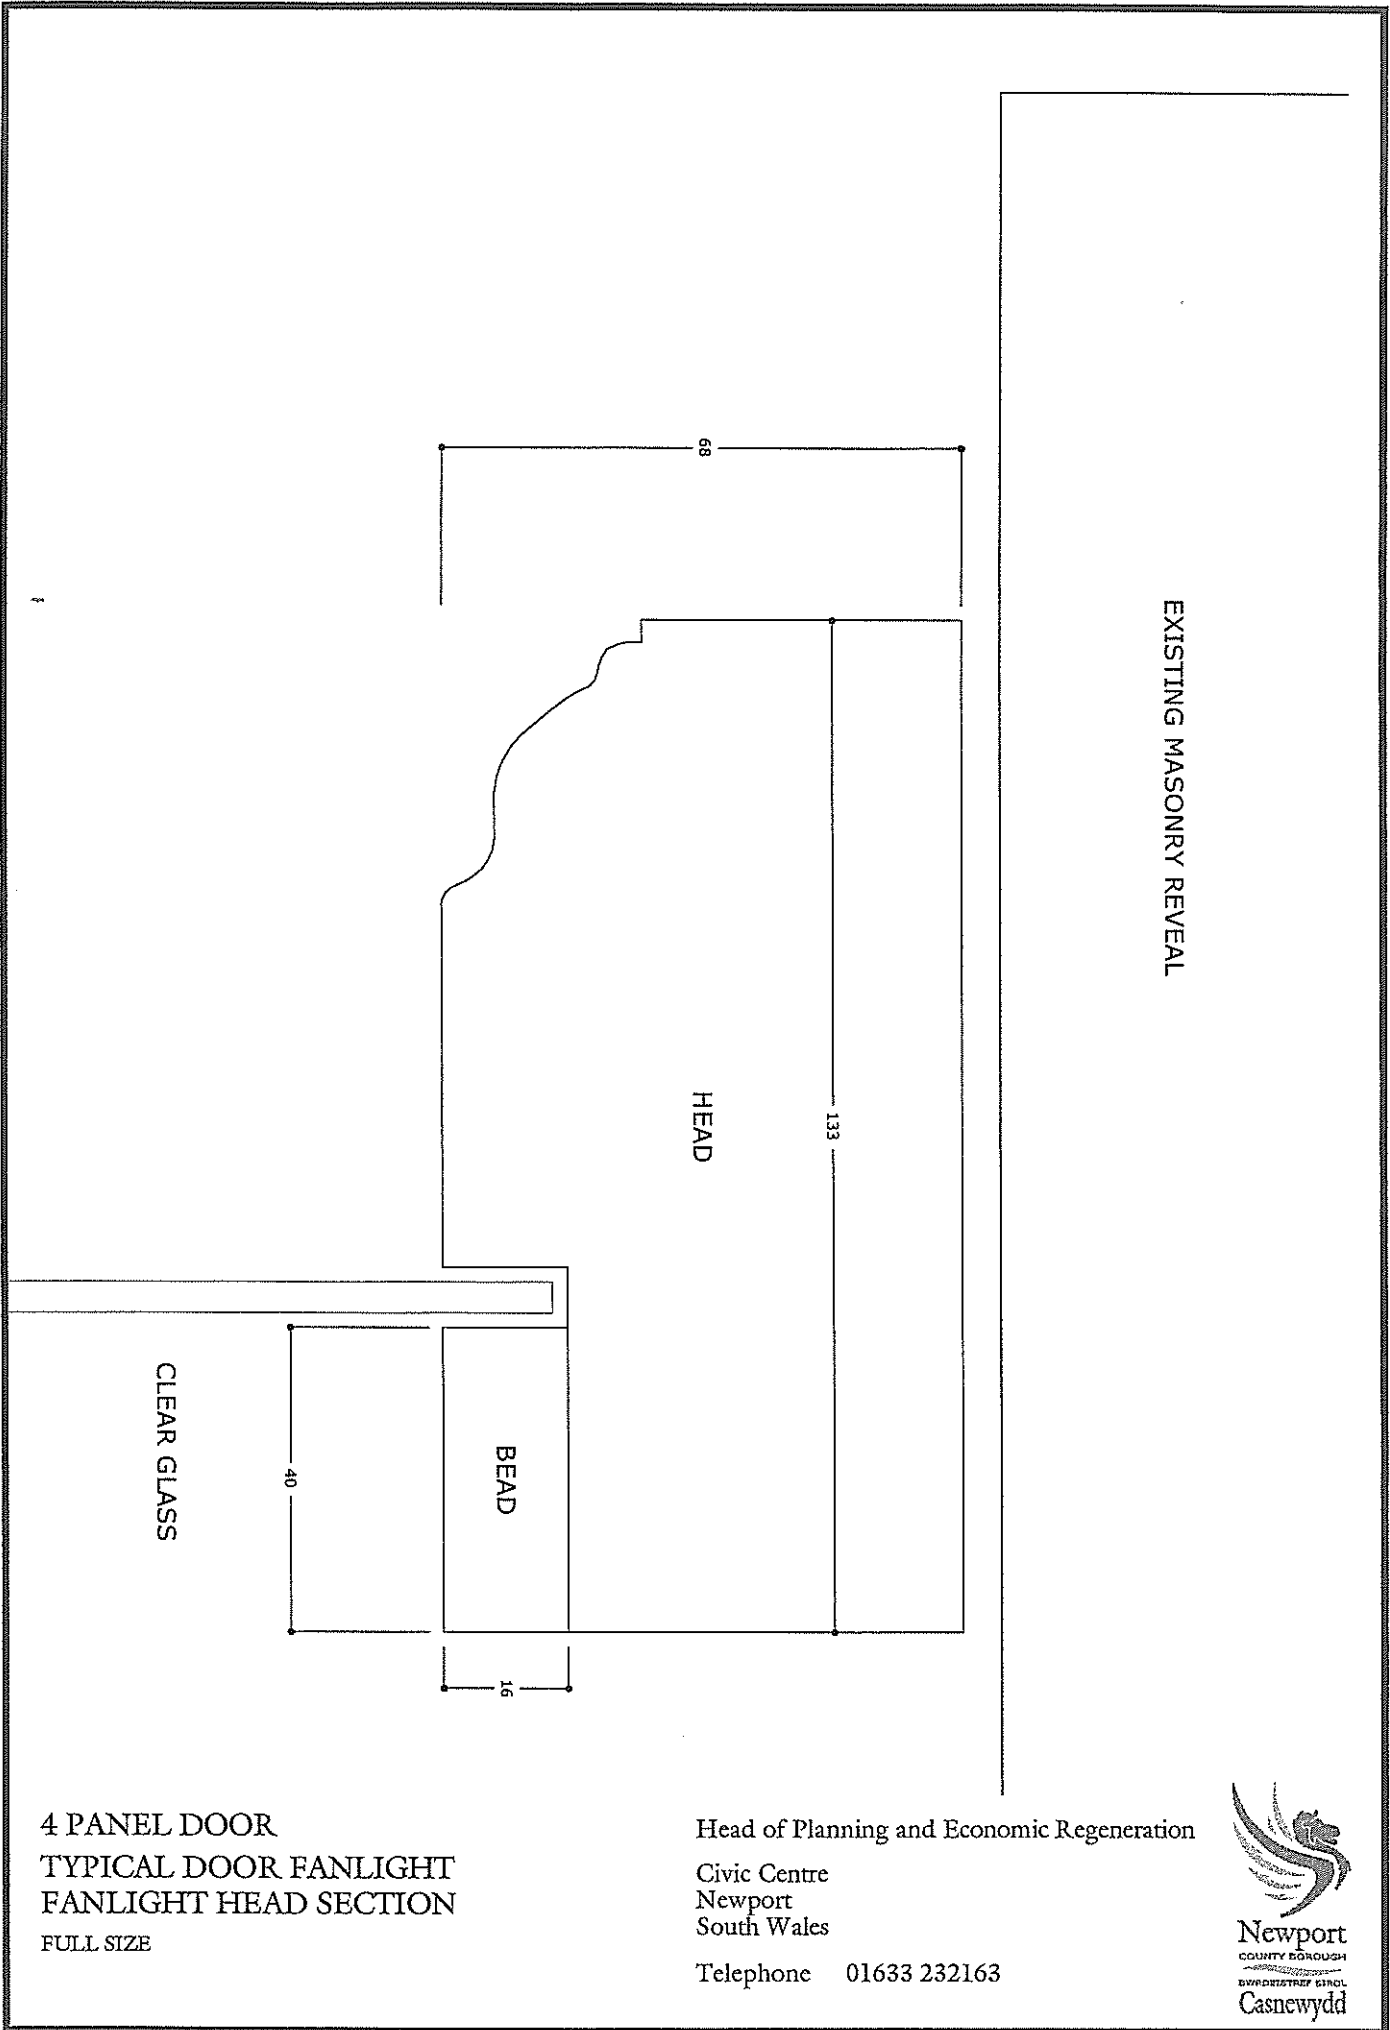 EXISTING MASONRY REVEAL
68
133
HEAD
BEAD
40
16
CLEAR GLASS
4 PANEL DOOR
TYPICAL DOOR FANLIGHT
FANLIGHT HEAD SECTION
FULL SIZE
Head of Planning and Economic Regeneration
Civic Centre
Newport
South Wales
Telephone 01633 232163
Newport
COUNTY BOROUGH
Casnewydd